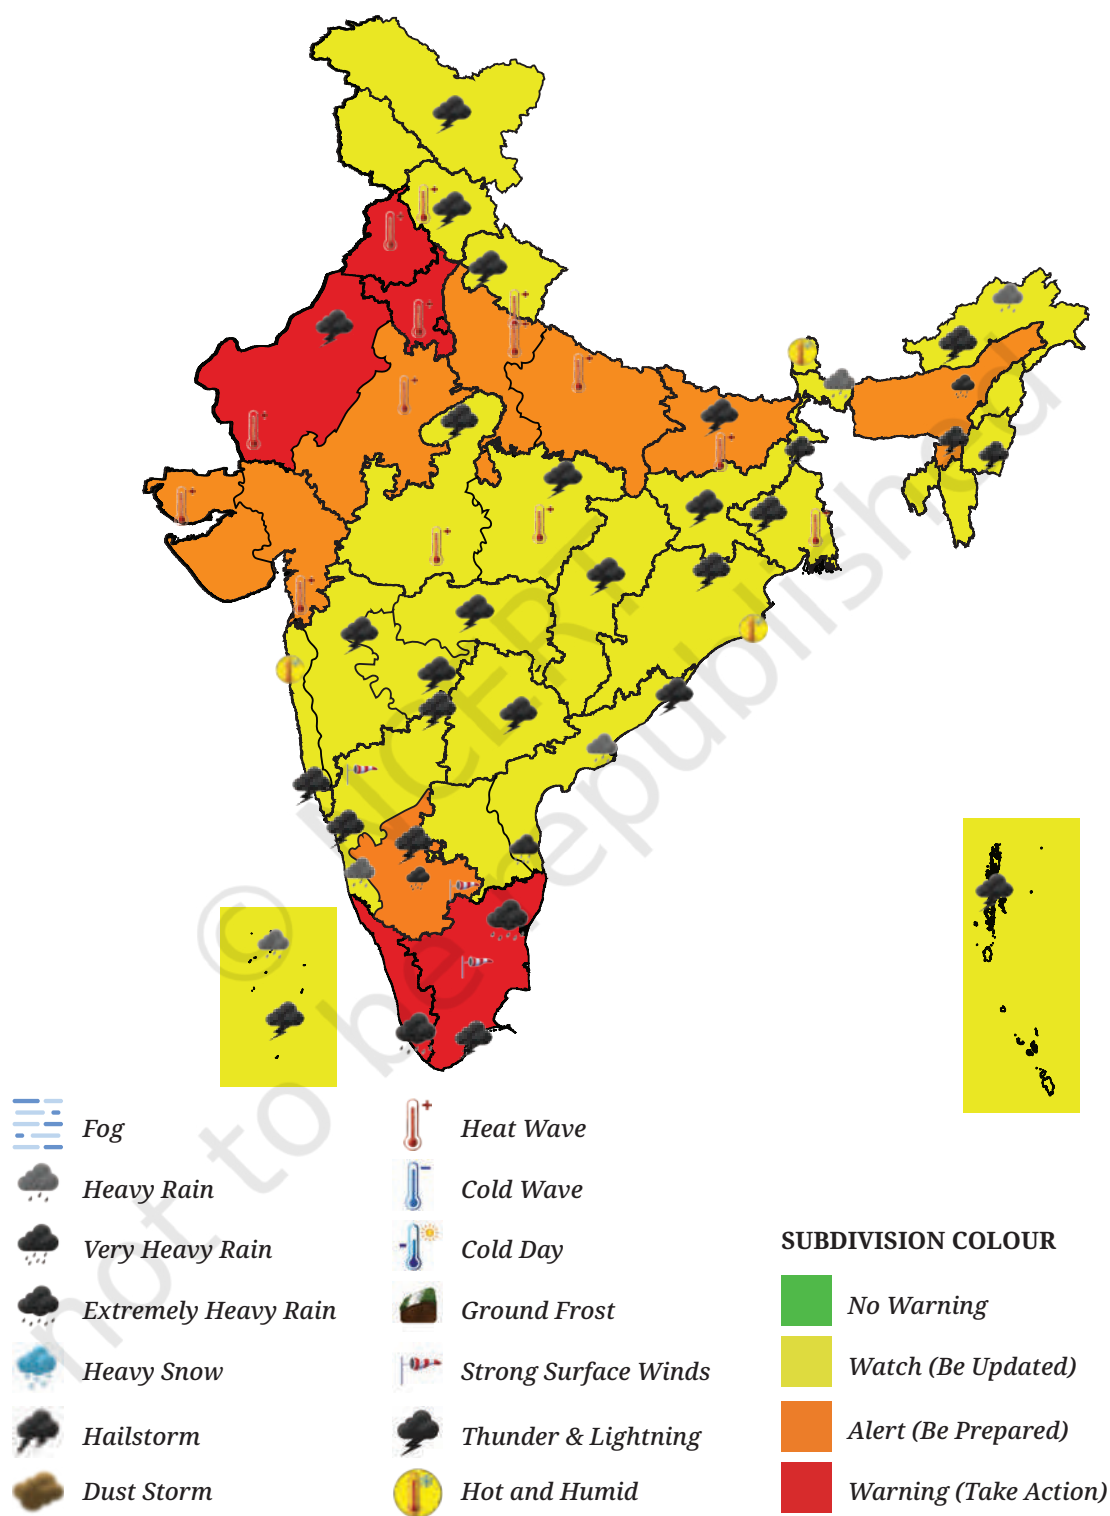 © NCERT
not to be republished
Fog
Heavy Rain
Very Heavy Rain
Extremely Heavy Rain
Heavy Snow
Hailstorm
Dust Storm
Heat Wave
Cold Wave
Cold Day
Ground Frost
Strong Surface Winds
Thunder & Lightning
Hot and Humid
SUBDIVISION COLOUR
No Warning
Watch (Be Updated)
Alert (Be Prepared)
Warning (Take Action)